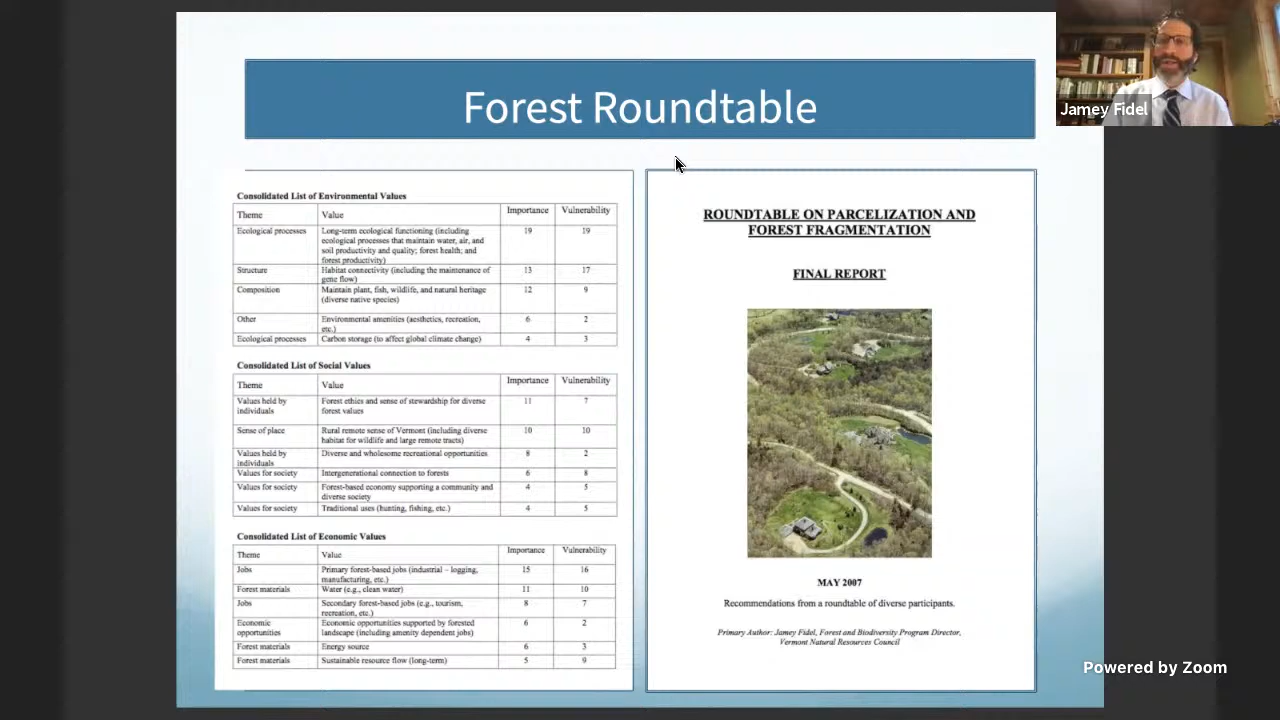 Forest Roundtable
Jamey Fidel
Consolidated List of Environmental Values
Theme Value Importance Vulnerability
Ecological processes Long-term ecological functioning (including 19 19
ecological processes that maintain water, air, and
soil productivity and quality; forest health; and
forest productivity)
Structure Habitat connectivity (including the maintenance of 13 17
gene flow)
Composition Maintain plant, fish, wildlife, and natural heritage 12 9
(diverse native species)
Other Environmental amenities (aesthetics, recreation, 6 2
etc.)
Ecological processes Carbon storage (to affect global climate change) 4 3
Consolidated List of Social Values
Theme Value Importance Vulnerability
Values held by Forest ethics and sense of stewardship for diverse 11 7
individuals forest values
Sense of place Rural remote sense of Vermont (including diverse 10 10
habitat for wildlife and large remote tracts)
Values held by Diverse and wholesome recreational opportunities 8 2
individuals
Values for society Intergenerational connection to forests 6 8
Values for society Forest-based economy supporting a community and 4 5
diverse society
Values for society Traditional uses (hunting, fishing, etc.) 4 5
Consolidated List of Economic Values
Theme Value Importance Vulnerability
Jobs Primary forest-based jobs (industrial – logging, 15 16
manufacturing, etc.)
Forest materials Water (e.g., clean water) 11 10
Jobs Secondary forest-based jobs (e.g., tourism, 8 7
recreation, etc.)
Economic Economic opportunities supported by forested 6 2
opportunities landscape (including amenity dependent jobs)
Forest materials Energy source 6 3
Forest materials Sustainable resource flow (long-term) 5 9
ROUNDTABLE ON PARCELIZATION AND
FOREST FRAGMENTATION
FINAL REPORT
MAY 2007
Recommendations from a roundtable of diverse participants.
Primary Author: Jamey Fidel, Forest and Biodiversity Program Director,
Vermont Natural Resources Council
Powered by Zoom